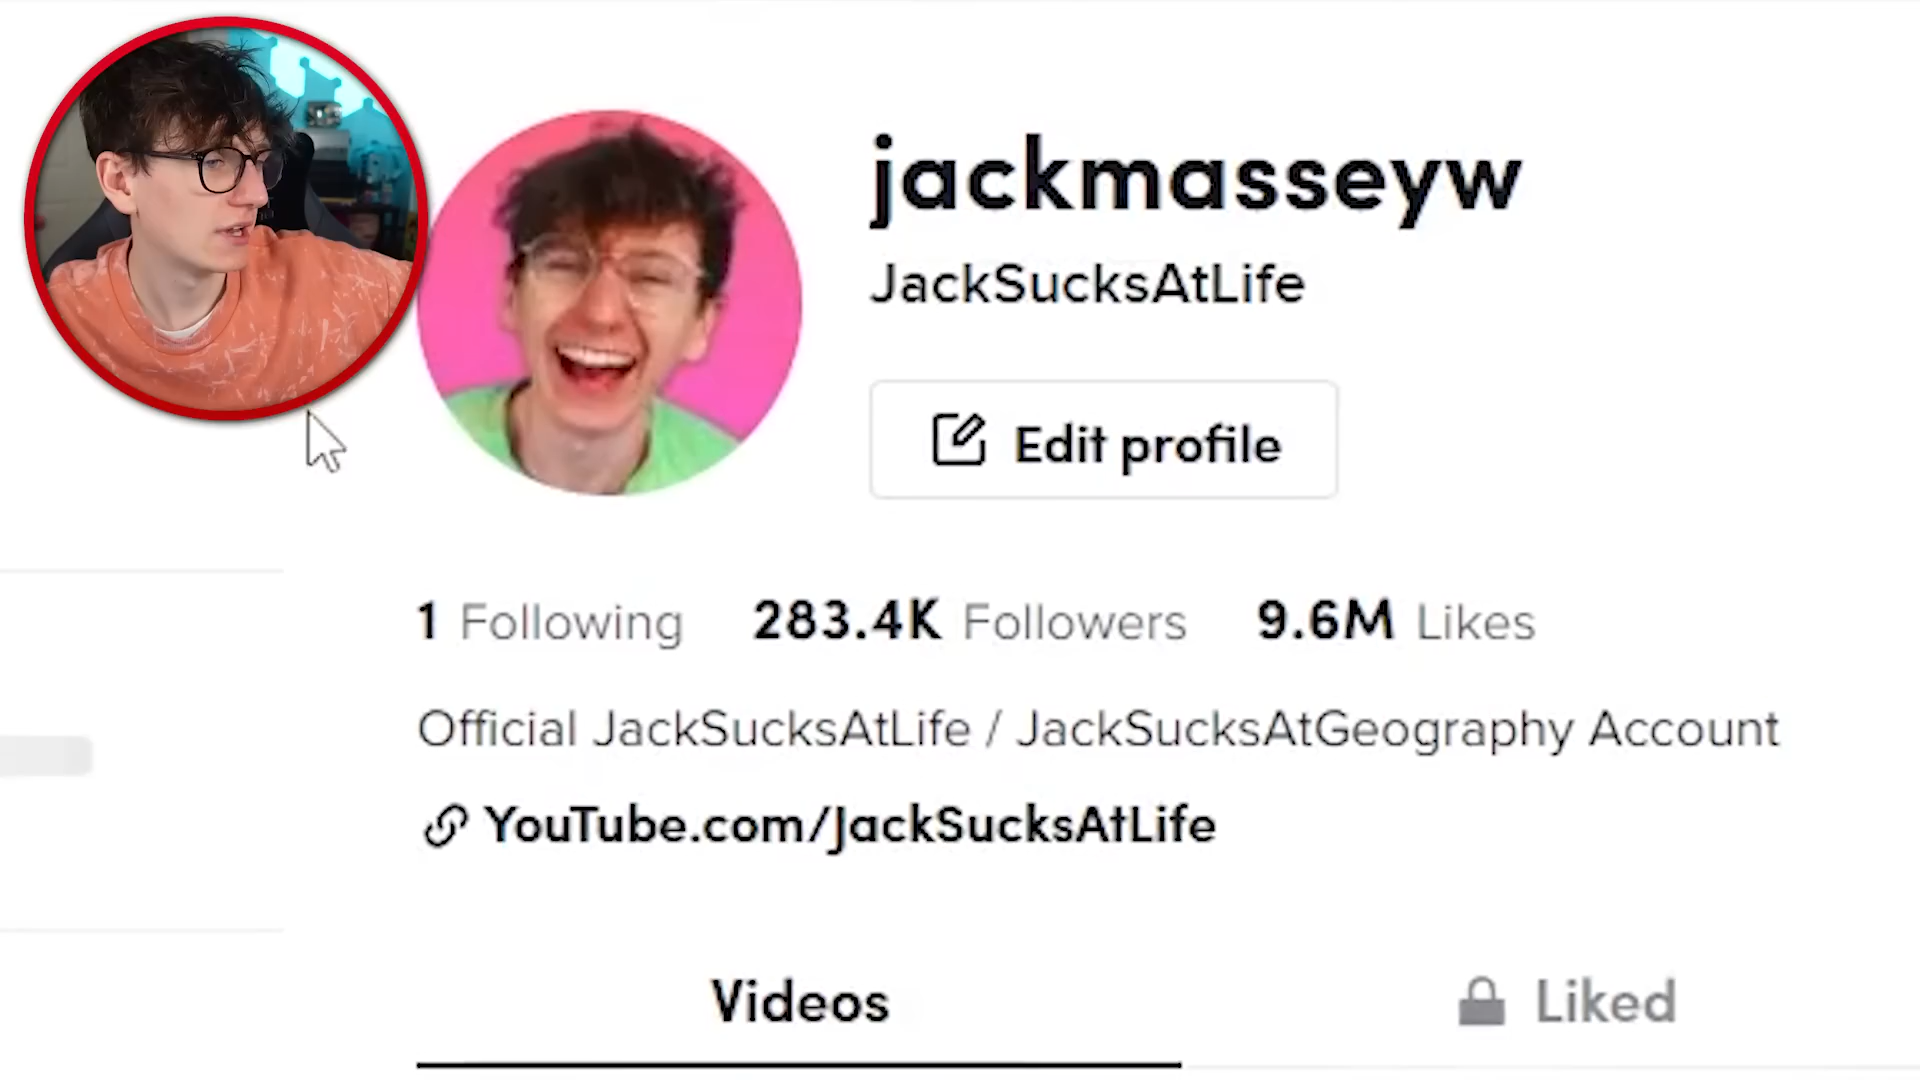 jackmasseyw
JackSucksAtLife
Edit profile
1 Following 283.4K Followers 9.6M Likes
Official JackSucksAtLife / JackSucksAtGeography Account
YouTube.com/JackSucksAtLife
Videos Liked